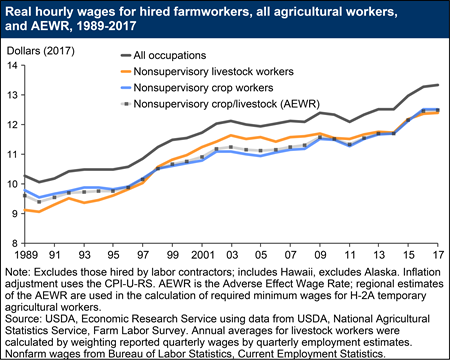 Real hourly wages for hired farmworkers, all agricultural workers,
and AEWR, 1989-2017
Dollars (2017)
14
13
12
11
10
9
8
All occupations
Nonsupervisory livestock workers
Nonsupervisory crop workers
Nonsupervisory crop/livestock (AEWR)
1989 91 93 95 97 99 2001 03 05 07 09 11 13 15 17
Note: Excludes those hired by labor contractors; includes Hawaii, excludes Alaska. Inflation
adjustment uses the CPI-U-RS. AEWR is the Adverse Effect Wage Rate; regional estimates
of the AEWR are used in the calculation of required minimum wages for H-2A temporary
agricultural workers.
Source: USDA, Economic Research Service using data from USDA, National Agricultural
Statistics Service, Farm Labor Survey. Annual averages for livestock workers were
calculated by weighting reported quarterly wages by quarterly employment estimates.
Nonfarm wages from Bureau of Labor Statistics, Current Employment Statistics.